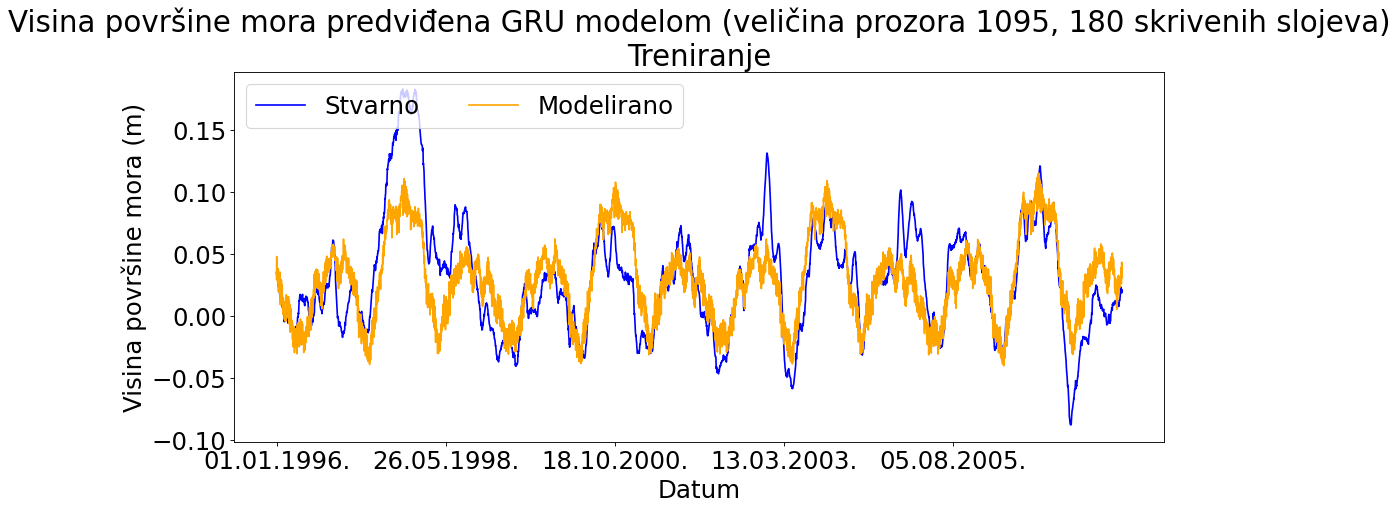 Visina površine mora predviđena GRU modelom (veličina prozora 1095, 180 skrivenih slojeva)
Treniranje
Stvarno Modelirano
Visina površine mora (m)
0.15
0.10
0.05
0.00
−0.05
−0.10
01.01.1996. 26.05.1998. 18.10.2000. 13.03.2003. 05.08.2005.
Datum